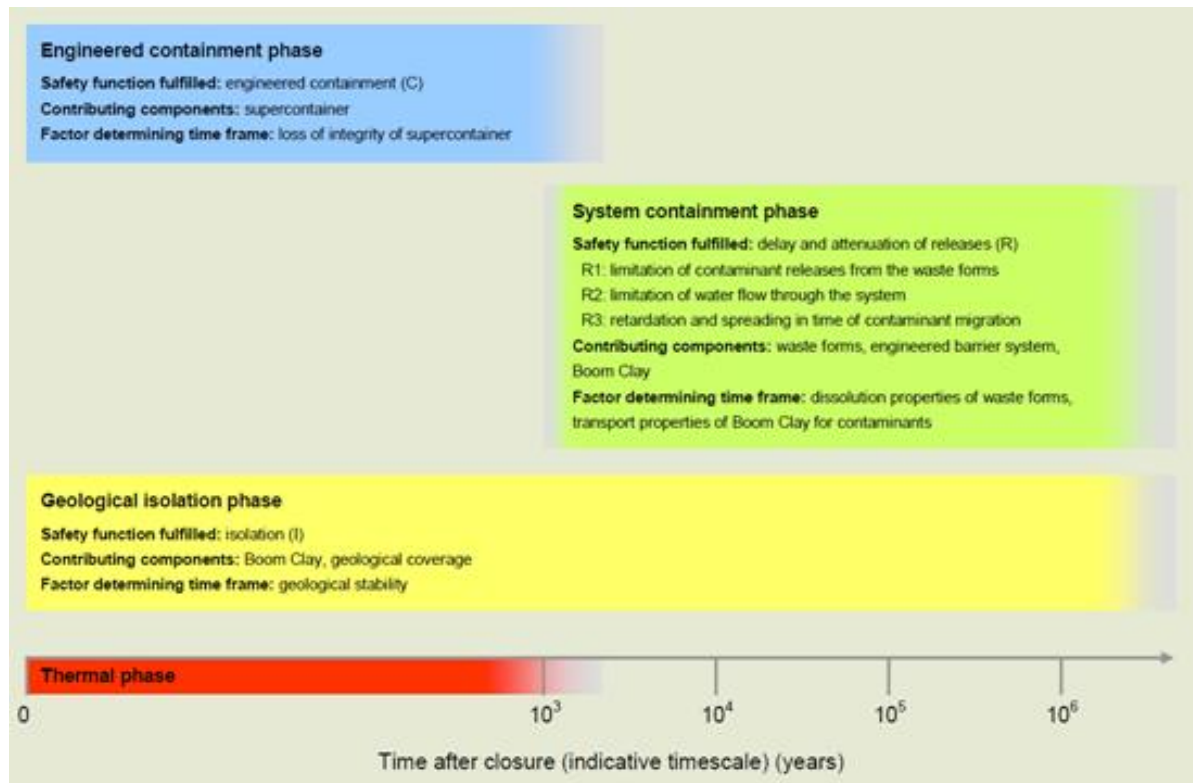 Engineered containment phase
Safety function fulfilled: engineered containment (C)
Contributing components: supercontainer
Factor determining time frame: loss of integrity of supercontainer
System containment phase
Safety function fulfilled: delay and attenuation of releases (R)
R1: limitation of contaminant releases from the waste forms
R2: limitation of water flow through the system
R3: retardation and spreading in time of contaminant migration
Contributing components: waste forms, engineered barrier system,
Boom Clay
Factor determining time frame: dissolution properties of waste forms,
transport properties of Boom Clay for contaminants
Geological isolation phase
Safety function fulfilled: isolation (I)
Contributing components: Boom Clay, geological coverage
Factor determining time frame: geological stability
Thermal phase
0 10³ 10⁴ 10⁵ 10⁶
Time after closure (indicative timescale) (years)